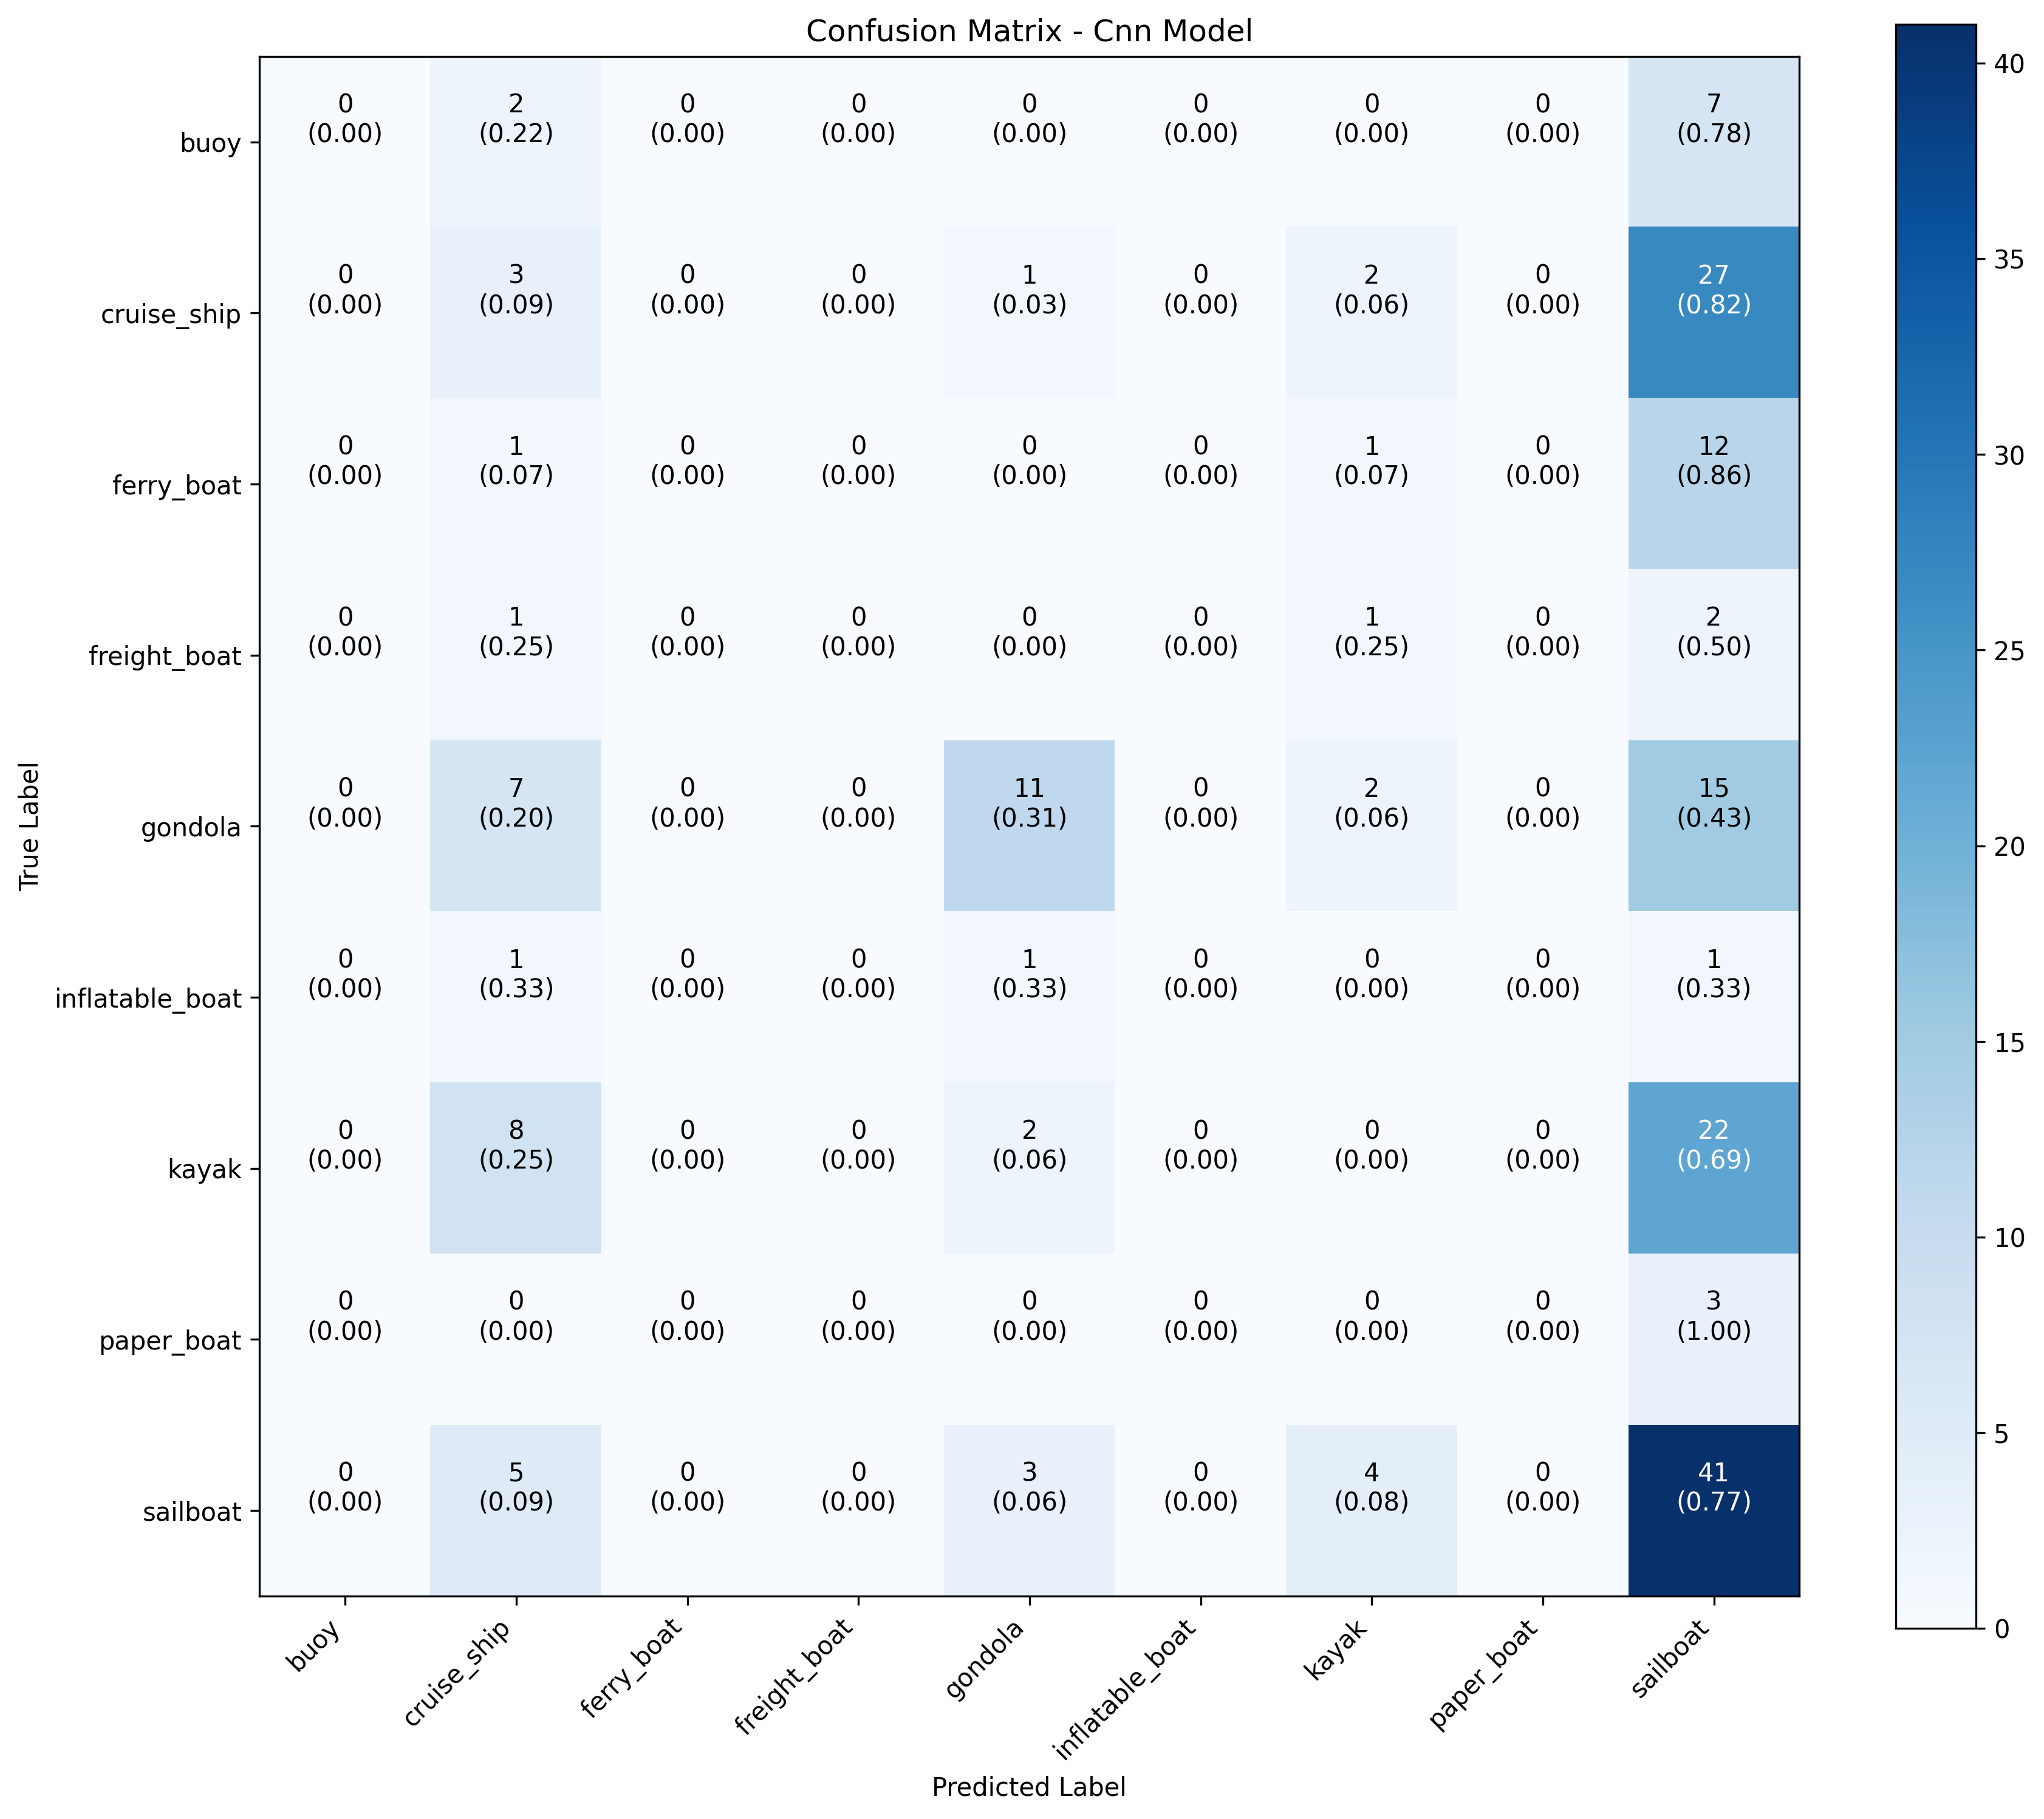 Confusion Matrix - Cnn Model
True Label
buoy
0 2 0 0 0 0 0 0 7
(0.00) (0.22) (0.00) (0.00) (0.00) (0.00) (0.00) (0.00) (0.78)
cruise_ship
0 3 0 0 1 0 2 0 27
(0.00) (0.09) (0.00) (0.00) (0.03) (0.00) (0.06) (0.00) (0.82)
ferry_boat
0 1 0 0 0 0 1 0 12
(0.00) (0.07) (0.00) (0.00) (0.00) (0.00) (0.07) (0.00) (0.86)
freight_boat
0 1 0 0 0 0 1 0 2
(0.00) (0.25) (0.00) (0.00) (0.00) (0.00) (0.25) (0.00) (0.50)
gondola
0 7 0 0 11 0 2 0 15
(0.00) (0.20) (0.00) (0.00) (0.31) (0.00) (0.06) (0.00) (0.43)
inflatable_boat
0 1 0 0 1 0 0 0 1
(0.00) (0.33) (0.00) (0.00) (0.33) (0.00) (0.00) (0.00) (0.33)
kayak
0 8 0 0 2 0 0 0 22
(0.00) (0.25) (0.00) (0.00) (0.06) (0.00) (0.00) (0.00) (0.69)
paper_boat
0 0 0 0 0 0 0 0 3
(0.00) (0.00) (0.00) (0.00) (0.00) (0.00) (0.00) (0.00) (1.00)
sailboat
0 5 0 0 3 0 4 0 41
(0.00) (0.09) (0.00) (0.00) (0.06) (0.00) (0.08) (0.00) (0.77)
buoy cruise_ship ferry_boat freight_boat gondola inflatable_boat kayak paper_boat sailboat
Predicted Label
40
35
30
25
20
15
10
5
0